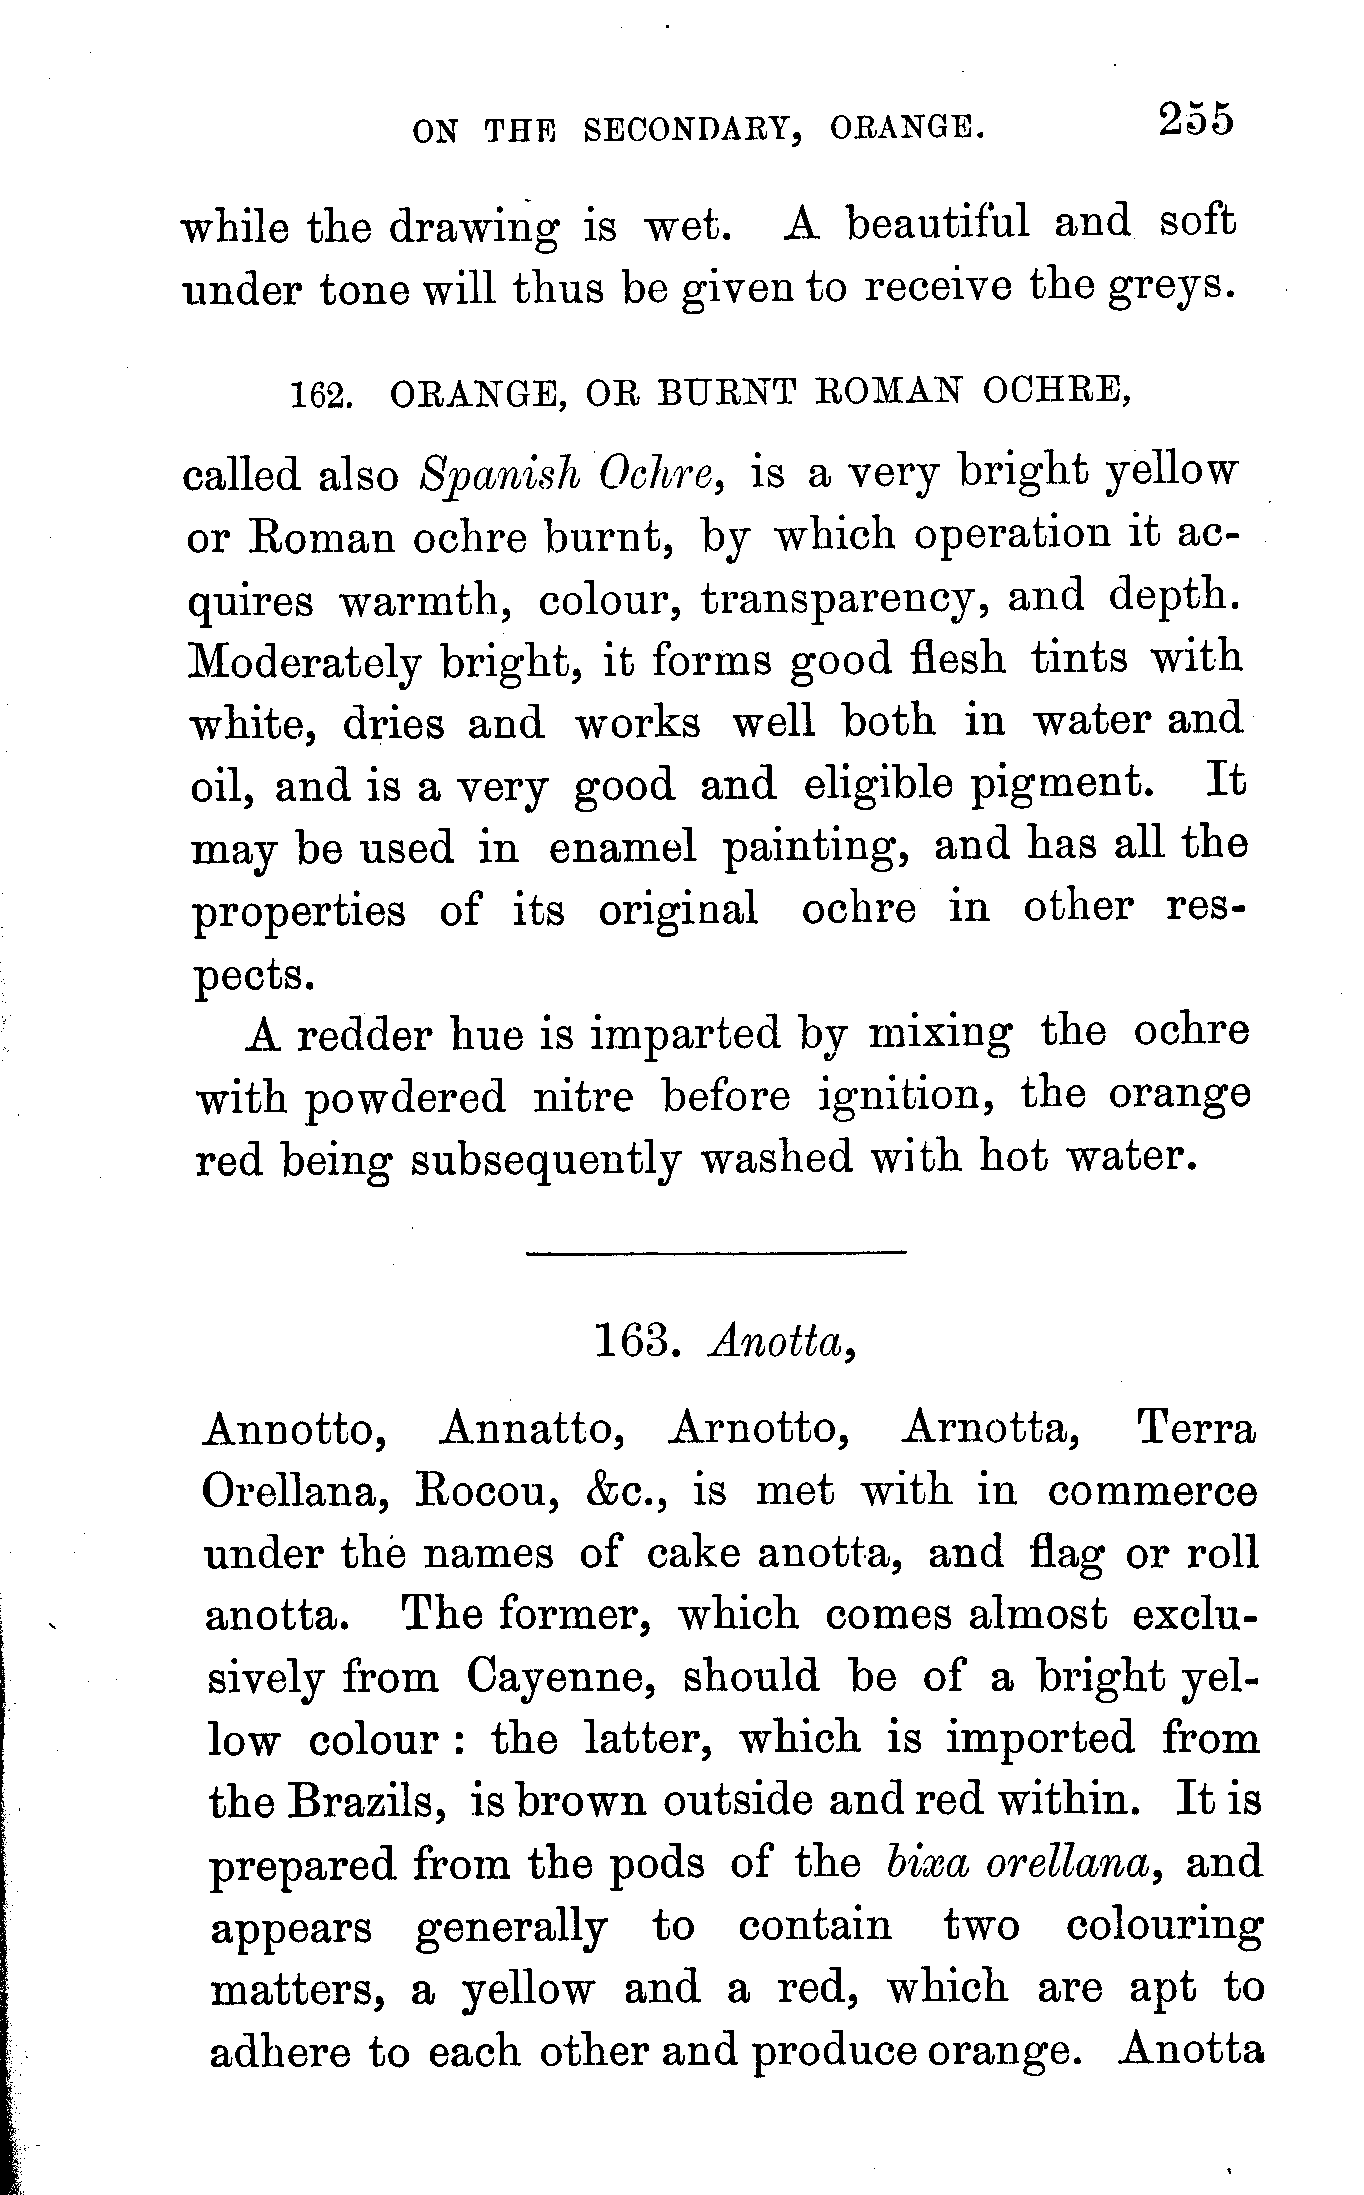 ON THE SECONDARY, ORANGE. 255
while the drawing is wet. A beautiful and soft
under tone will thus be given to receive the greys.
162. ORANGE, OR BURNT ROMAN OCHRE,
called also Spanish Ochre, is a very bright yellow
or Roman ochre burnt, by which operation it ac-
quires warmth, colour, transparency, and depth.
Moderately bright, it forms good flesh tints with
white, dries and works well both in water and
oil, and is a very good and eligible pigment. It
may be used in enamel painting, and has all the
properties of its original ochre in other res-
pects.
A redder hue is imparted by mixing the ochre
with powdered nitre before ignition, the orange
red being subsequently washed with hot water.
163. Anotta,
Annotto, Annatto, Arnotto, Arnotta, Terra
Orellana, Rocou, &c., is met with in commerce
under the names of cake anotta, and flag or roll
anotta. The former, which comes almost exclu-
sively from Cayenne, should be of a bright yel-
low colour : the latter, which is imported from
the Brazils, is brown outside and red within. It is
prepared from the pods of the bixa orellana, and
appears generally to contain two colouring
matters, a yellow and a red, which are apt to
adhere to each other and produce orange. Anotta